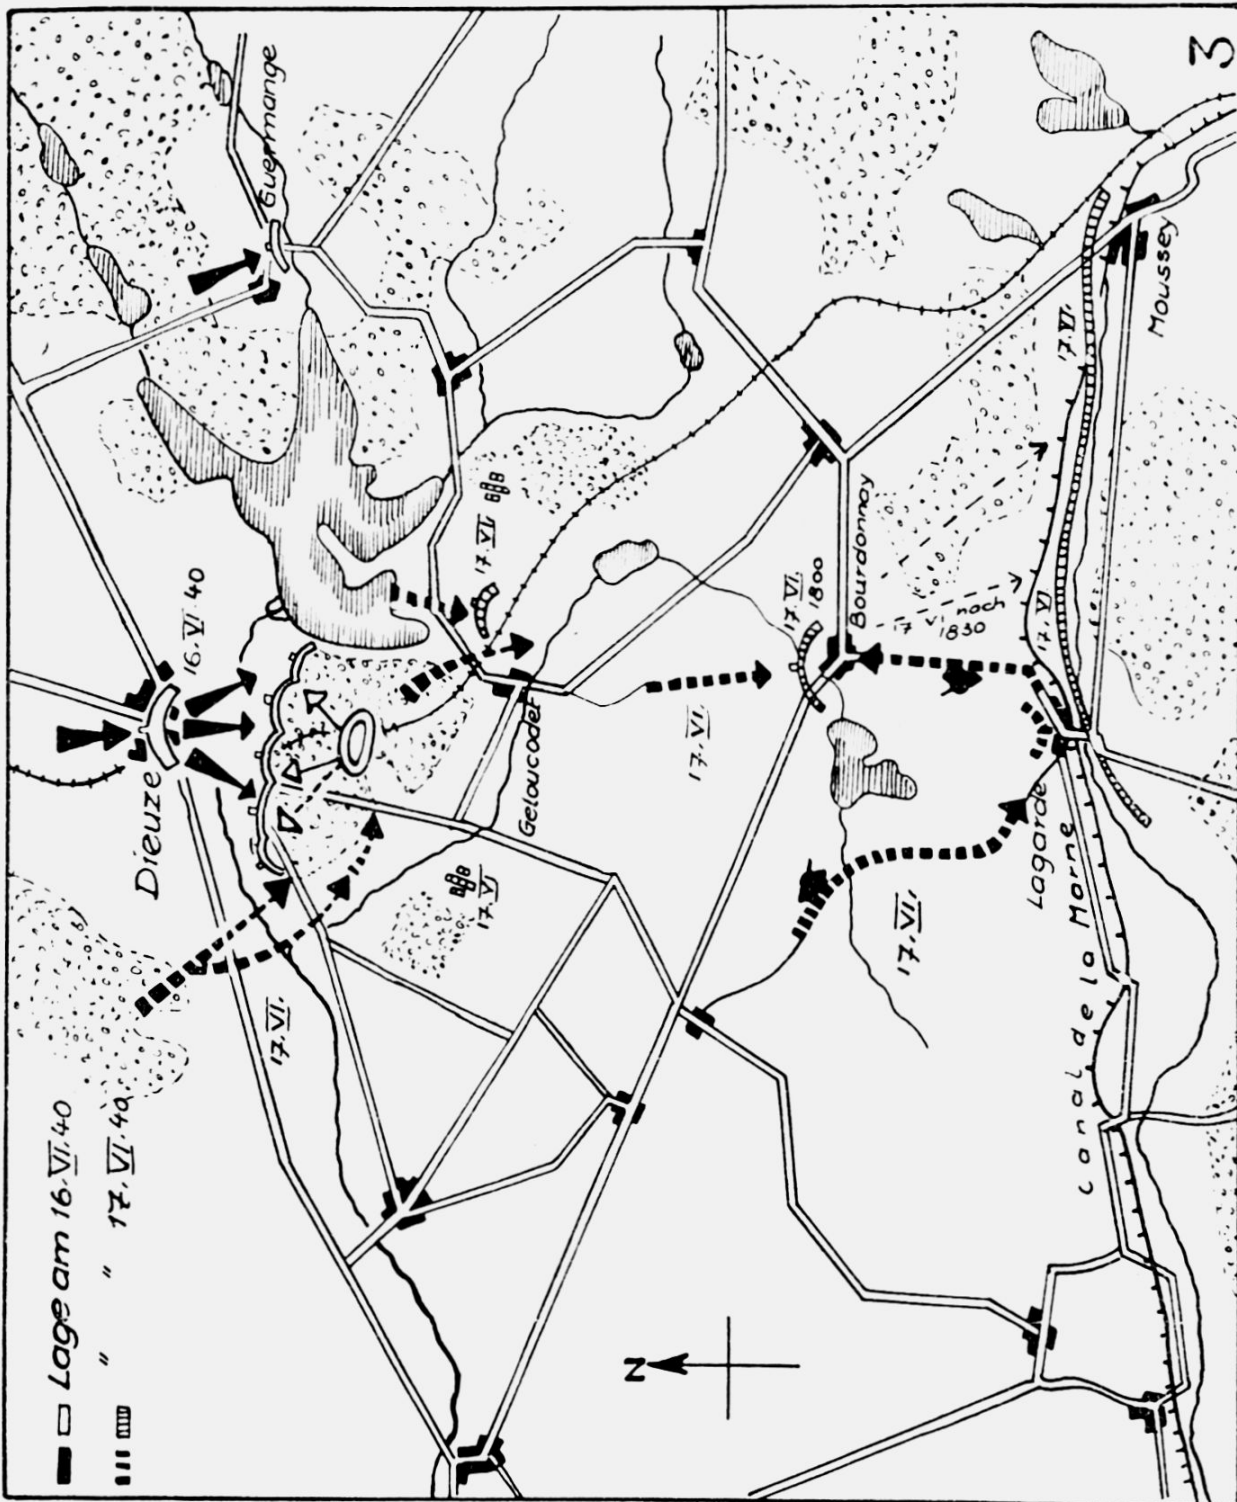 Lage am 16.VI.40
" " 17.VI.40
3
Guermange
Dieuze
16.VI.40
17.VI.
17.VI.
Geloucodet
17.VI.
17.VI.
1800
Bourdonnay
17.VI.
17.VI.
17.VI noch
1830
17.VI
17.VI.
Moussey
Lagarde
Canal de la Marne
N